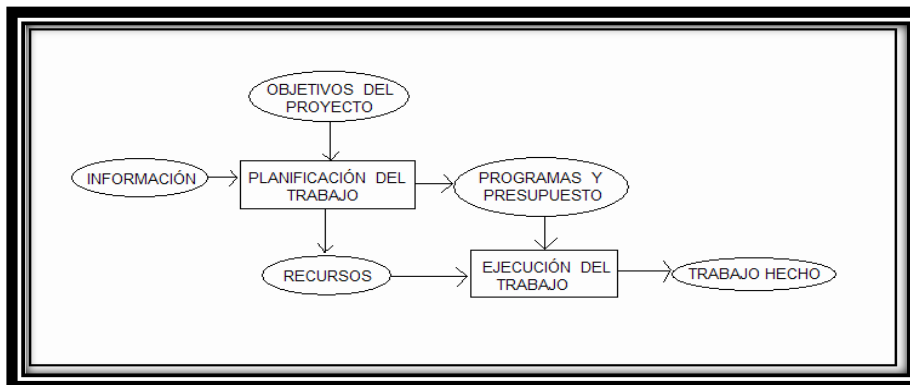 OBJETIVOS DEL
PROYECTO
INFORMACIÓN
PLANIFICACIÓN DEL
TRABAJO
PROGRAMAS Y
PRESUPUESTO
RECURSOS
EJECUCIÓN DEL
TRABAJO
TRABAJO HECHO